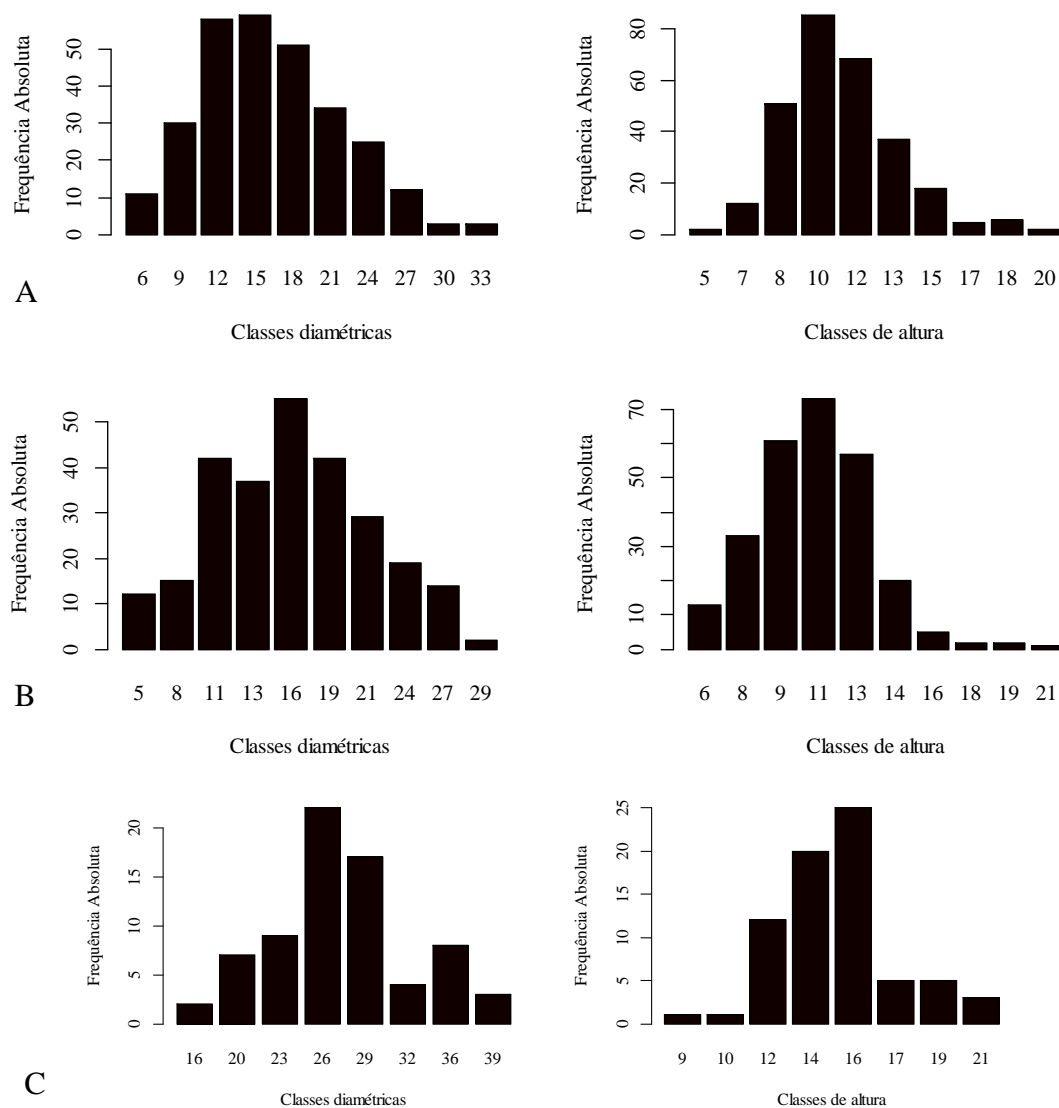 Frequência Absoluta
0 10 20 30 40 50
6 9 12 15 18 21 24 27 30 33
Classes diamétricas
Frequência Absoluta
0 20 40 60 80
5 7 8 10 12 13 15 17 18 20
Classes de altura
A
Frequência Absoluta
0 10 20 30 40 50
5 8 11 13 16 19 21 24 27 29
Classes diamétricas
Frequência Absoluta
0 10 30 50 70
6 8 9 11 13 14 16 18 19 21
Classes de altura
B
Frequência Absoluta
0 5 10 15 20
16 20 23 26 29 32 36 39
Classes diamétricas
Frequência Absoluta
0 5 10 15 20 25
9 10 12 14 16 17 19 21
Classes de altura
C